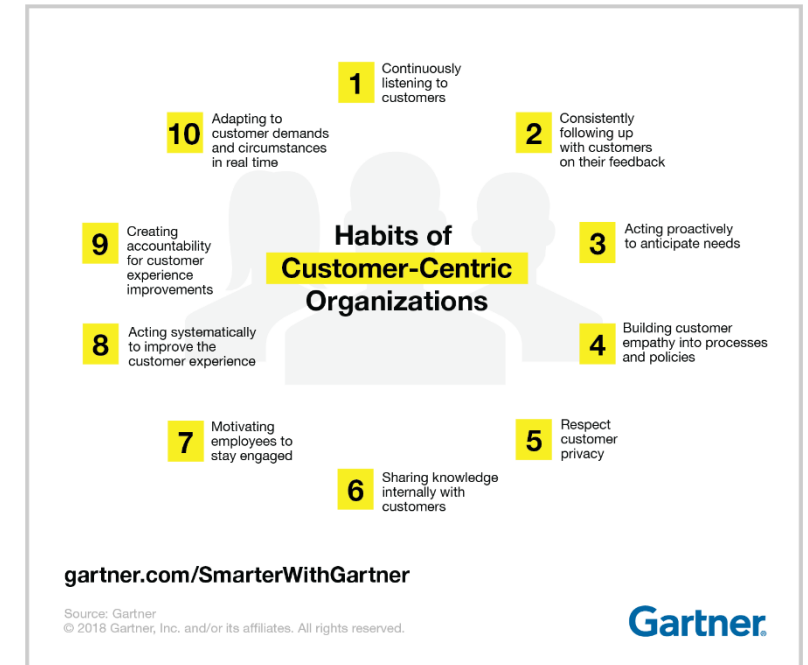 Habits of
Customer-Centric
Organizations
1
Continuously
listening to
customers
2
Consistently
following up
with customers
on their feedback
3
Acting proactively
to anticipate needs
4
Building customer
empathy into processes
and policies
5
Respect
customer
privacy
6
Sharing knowledge
internally with
customers
7
Motivating
employees to
stay engaged
8
Acting systematically
to improve the
customer experience
9
Creating
accountability
for customer
experience
improvements
10
Adapting to
customer demands
and circumstances
in real time
gartner.com/SmarterWithGartner
Source: Gartner
© 2018 Gartner, Inc. and/or its affiliates. All rights reserved.
Gartner®